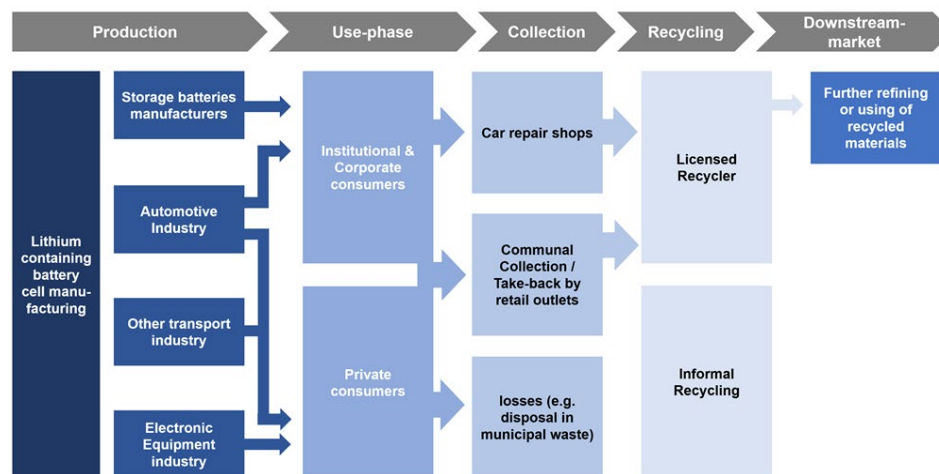 Production
Use-phase
Collection
Recycling
Downstream-
market
Lithium
containing
battery
cell manu-
facturing
Storage batteries
manufacturers
Automotive
Industry
Other transport
industry
Electronic
Equipment
industry
Institutional &
Corporate
consumers
Private
consumers
Car repair shops
Communal
Collection /
Take-back by
retail outlets
losses (e.g.
disposal in
municipal waste)
Licensed
Recycler
Informal
Recycling
Further refining
or using of
recycled
materials